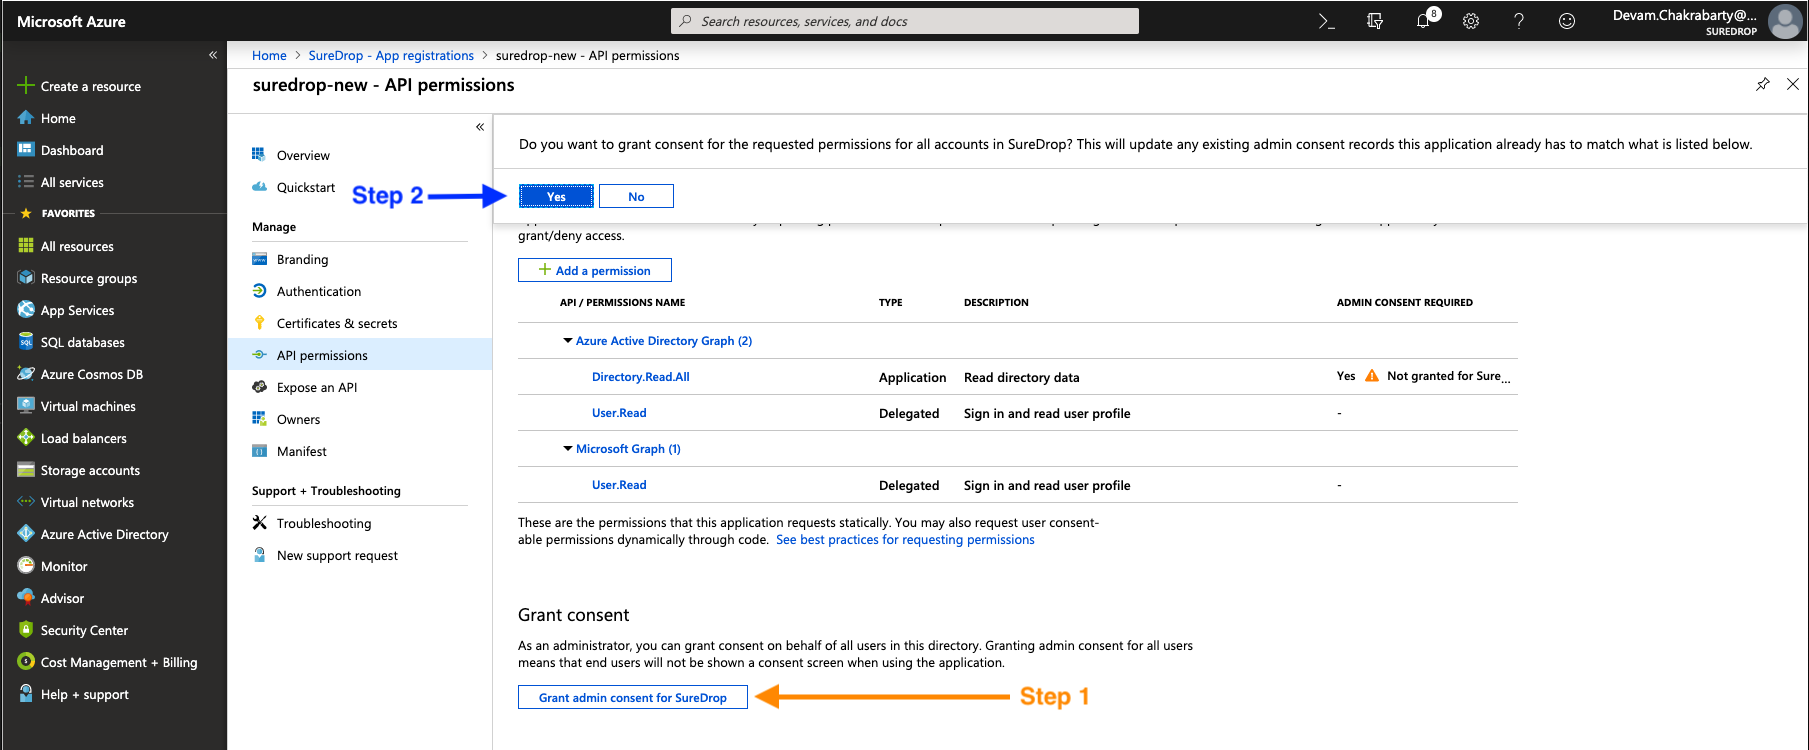 Microsoft Azure
Search resources, services, and docs
8
Devam.Chakrabarty@...
SUREDROP
Create a resource
Home
Dashboard
All services
FAVORITES
All resources
Resource groups
App Services
SQL databases
Azure Cosmos DB
Virtual machines
Load balancers
Storage accounts
Virtual networks
Azure Active Directory
Monitor
Advisor
Security Center
Cost Management + Billing
Help + support
Home > SureDrop - App registrations > suredrop-new - API permissions
suredrop-new - API permissions
Overview
Quickstart
Manage
Branding
Authentication
Certificates & secrets
API permissions
Expose an API
Owners
Manifest
Support + Troubleshooting
Troubleshooting
New support request
Do you want to grant consent for the requested permissions for all accounts in SureDrop? This will update any existing admin consent records this application already has to match what is listed below.
Step 2
Yes No
grant/deny access.
Add a permission
API / PERMISSIONS NAME TYPE DESCRIPTION ADMIN CONSENT REQUIRED
Azure Active Directory Graph (2)
Directory.Read.All Application Read directory data Yes Not granted for Sure...
User.Read Delegated Sign in and read user profile -
Microsoft Graph (1)
User.Read Delegated Sign in and read user profile -
These are the permissions that this application requests statically. You may also request user consent-
able permissions dynamically through code. See best practices for requesting permissions
Grant consent
As an administrator, you can grant consent on behalf of all users in this directory. Granting admin consent for all users
means that end users will not be shown a consent screen when using the application.
Grant admin consent for SureDrop
Step 1